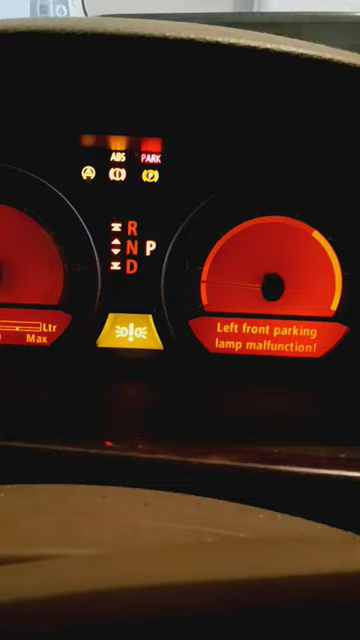 ABS PARK
R
N P
D
Ltr
Max
Left front parking
lamp malfunction!